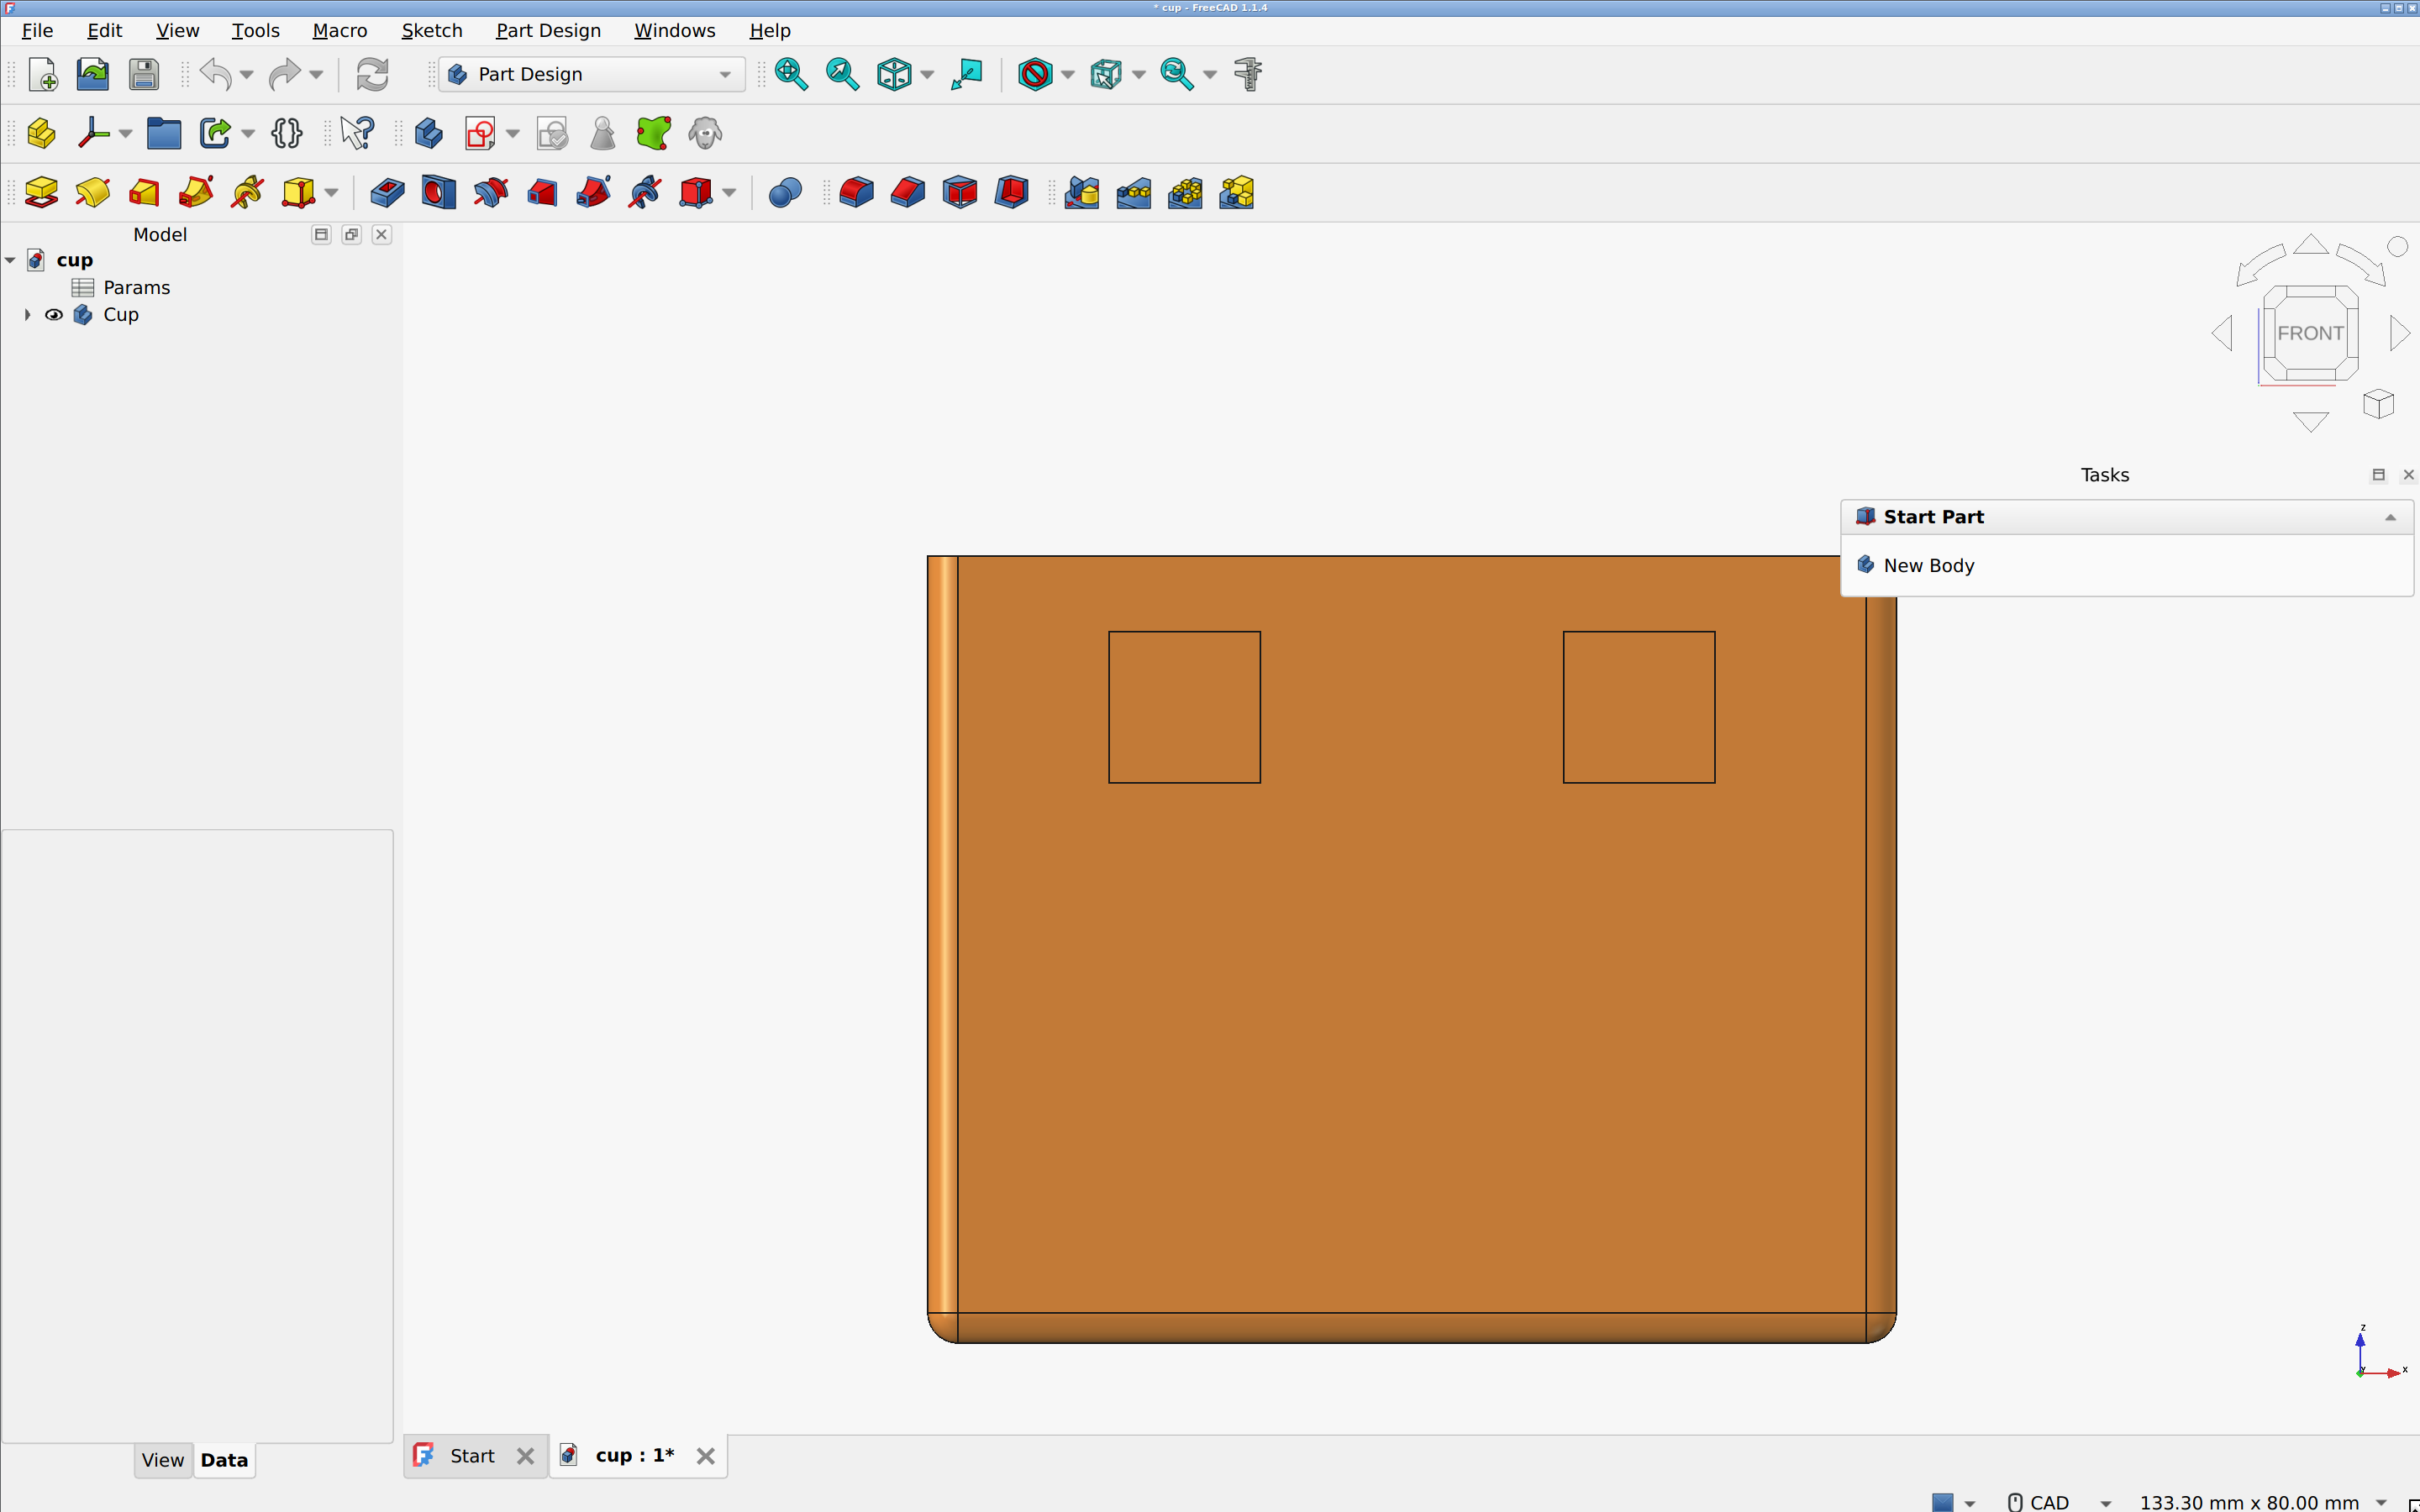 * cup - FreeCAD 1.1.4
File Edit View Tools Macro Sketch Part Design Windows Help
Part Design
Model
cup
Params
Cup
FRONT
Tasks
Start Part
New Body
z
x
View Data
Start
cup : 1*
CAD
133.30 mm x 80.00 mm